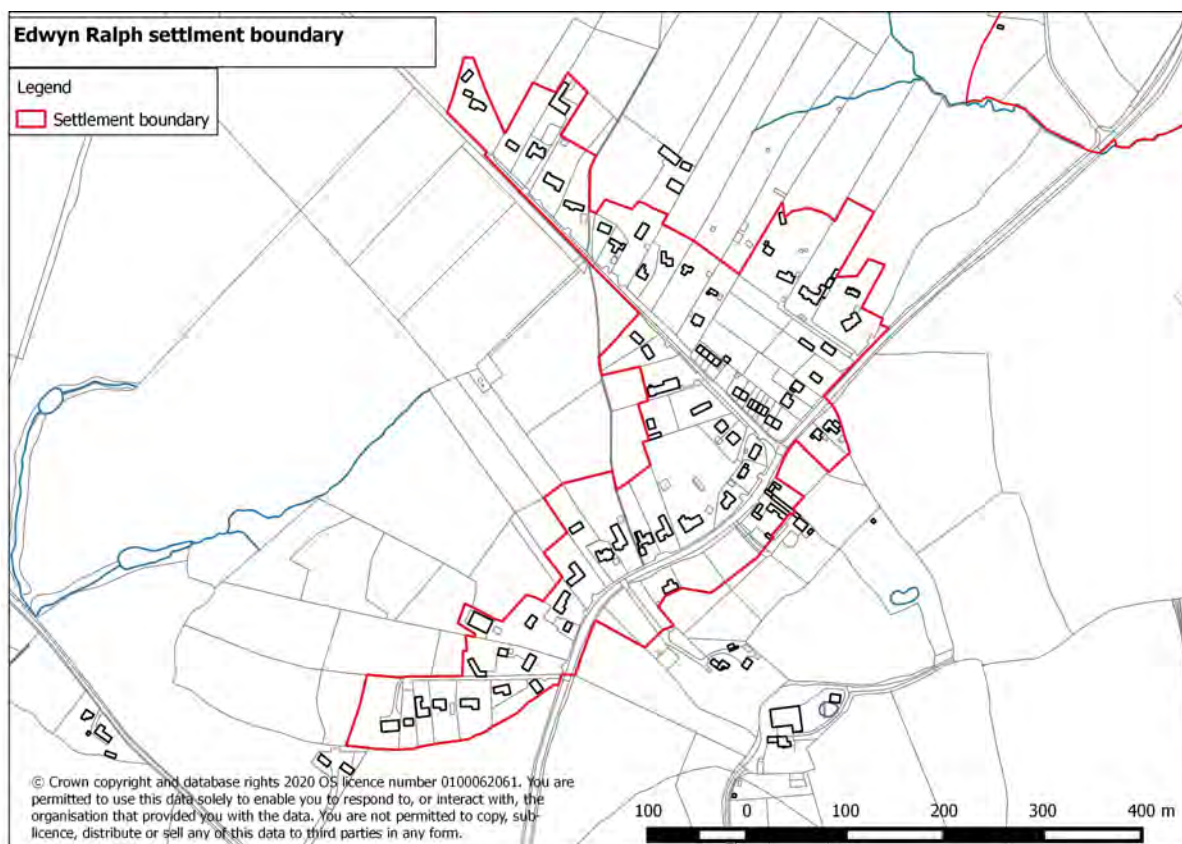 Edwyn Ralph settlment boundary
Legend
Settlement boundary
© Crown copyright and database rights 2020 OS licence number 0100062061. You are
permitted to use this data solely to enable you to respond to, or interact with, the
organisation that provided you with the data. You are not permitted to copy, sub-
licence, distribute or sell any of this data to third parties in any form.
100 0 100 200 300 400 m